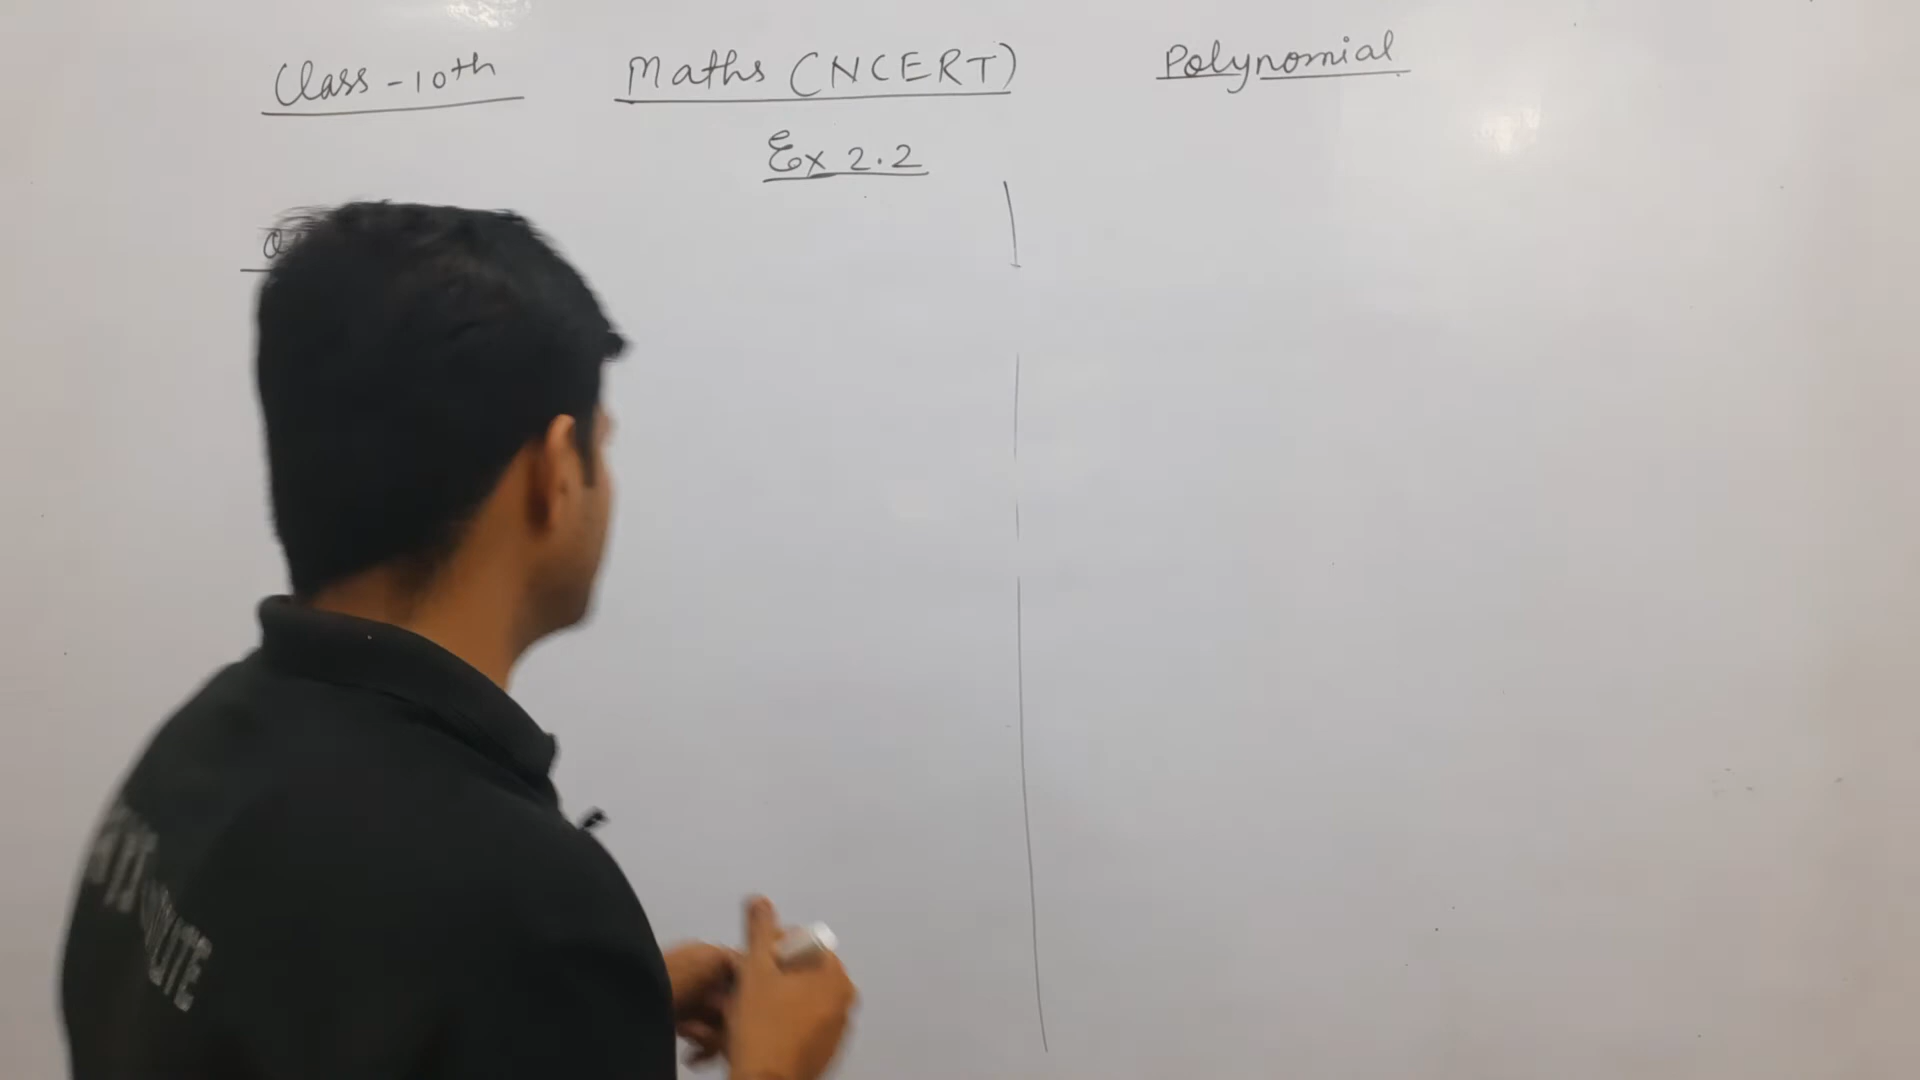 Class - 10th Maths (NCERT) Polynomial
Ex 2.2